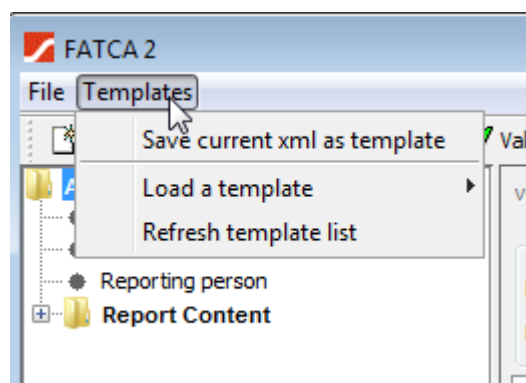 FATCA 2
File Templates
Save current xml as template
Load a template
Refresh template list
Reporting person
Report Content